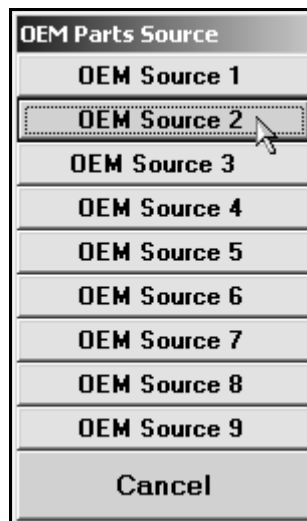 OEM Parts Source
OEM Source 1
OEM Source 2
OEM Source 3
OEM Source 4
OEM Source 5
OEM Source 6
OEM Source 7
OEM Source 8
OEM Source 9
Cancel